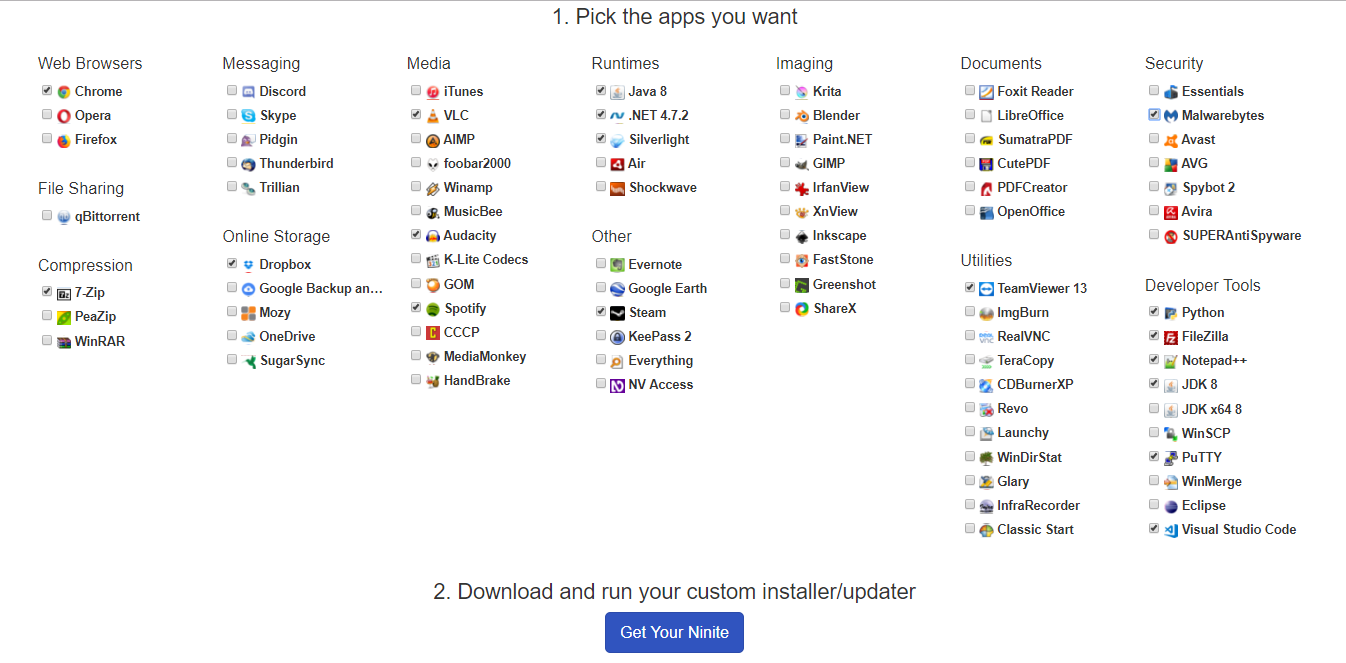 1. Pick the apps you want
Web Browsers
Chrome
Opera
Firefox
File Sharing
qBittorrent
Compression
7-Zip
PeaZip
WinRAR
Messaging
Discord
Skype
Pidgin
Thunderbird
Trillian
Online Storage
Dropbox
Google Backup an...
Mozy
OneDrive
SugarSync
Media
iTunes
VLC
AIMP
foobar2000
Winamp
MusicBee
Audacity
K-Lite Codecs
GOM
Spotify
CCCP
MediaMonkey
HandBrake
Runtimes
Java 8
.NET 4.7.2
Silverlight
Air
Shockwave
Other
Evernote
Google Earth
Steam
KeePass 2
Everything
NV Access
Imaging
Krita
Blender
Paint.NET
GIMP
IrfanView
XnView
Inkscape
FastStone
Greenshot
ShareX
Documents
Foxit Reader
LibreOffice
SumatraPDF
CutePDF
PDFCreator
OpenOffice
Utilities
TeamViewer 13
ImgBurn
RealVNC
TeraCopy
CDBurnerXP
Revo
Launchy
WinDirStat
Glary
InfraRecorder
Classic Start
Security
Essentials
Malwarebytes
Avast
AVG
Spybot 2
Avira
SUPERAntiSpyware
Developer Tools
Python
FileZilla
Notepad++
JDK 8
JDK x64 8
WinSCP
PuTTY
WinMerge
Eclipse
Visual Studio Code
2. Download and run your custom installer/updater
Get Your Ninite